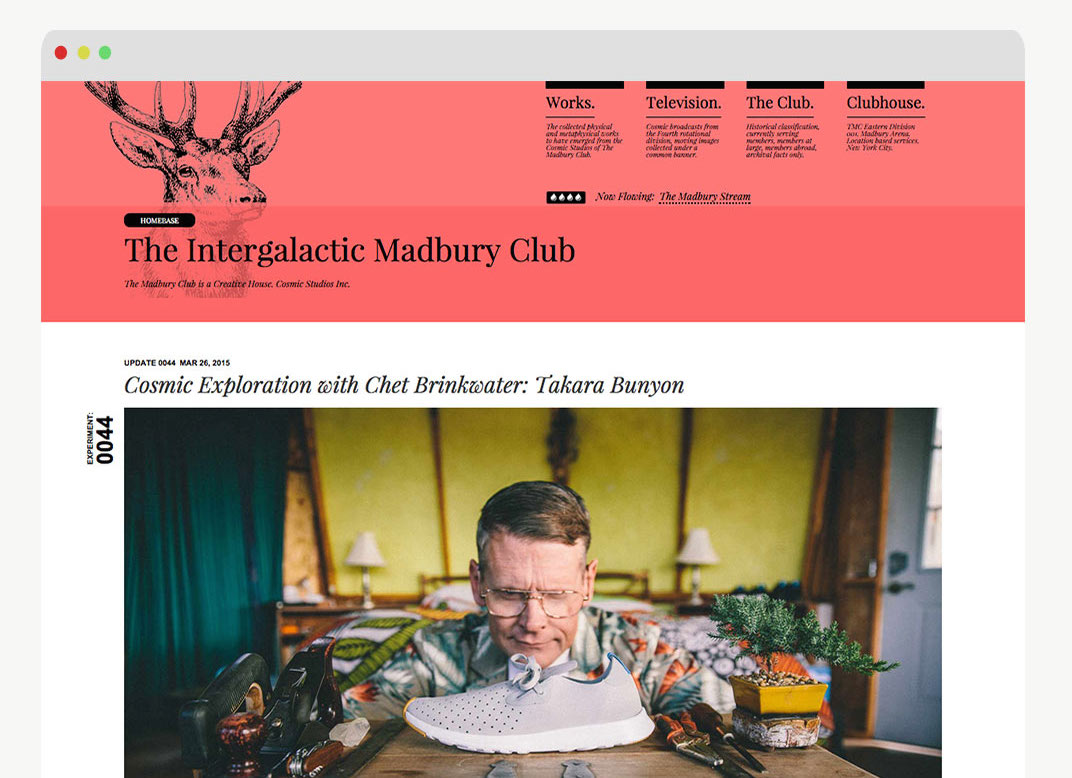 Works.
The collected physical
and metaphysical works
to have emerged from the
Cosmic Studios of The
Madbury Club.
Television.
Cosmic broadcasts from
the Fourth rotational
division, moving images
collected under a
common banner.
The Club.
Historical classification,
currently serving
members, members at
large, members abroad,
archival facts only.
Clubhouse.
TMC Eastern Division
001, Madbury Arena.
Location based services.
New York City.
Now Flowing: The Madbury Stream
HOMEBASE
The Intergalactic Madbury Club
The Madbury Club is a Creative House. Cosmic Studios Inc.
UPDATE 0044 MAR 26, 2015
Cosmic Exploration with Chet Brinkwater: Takara Bunyon
EXPERIMENT:
0044